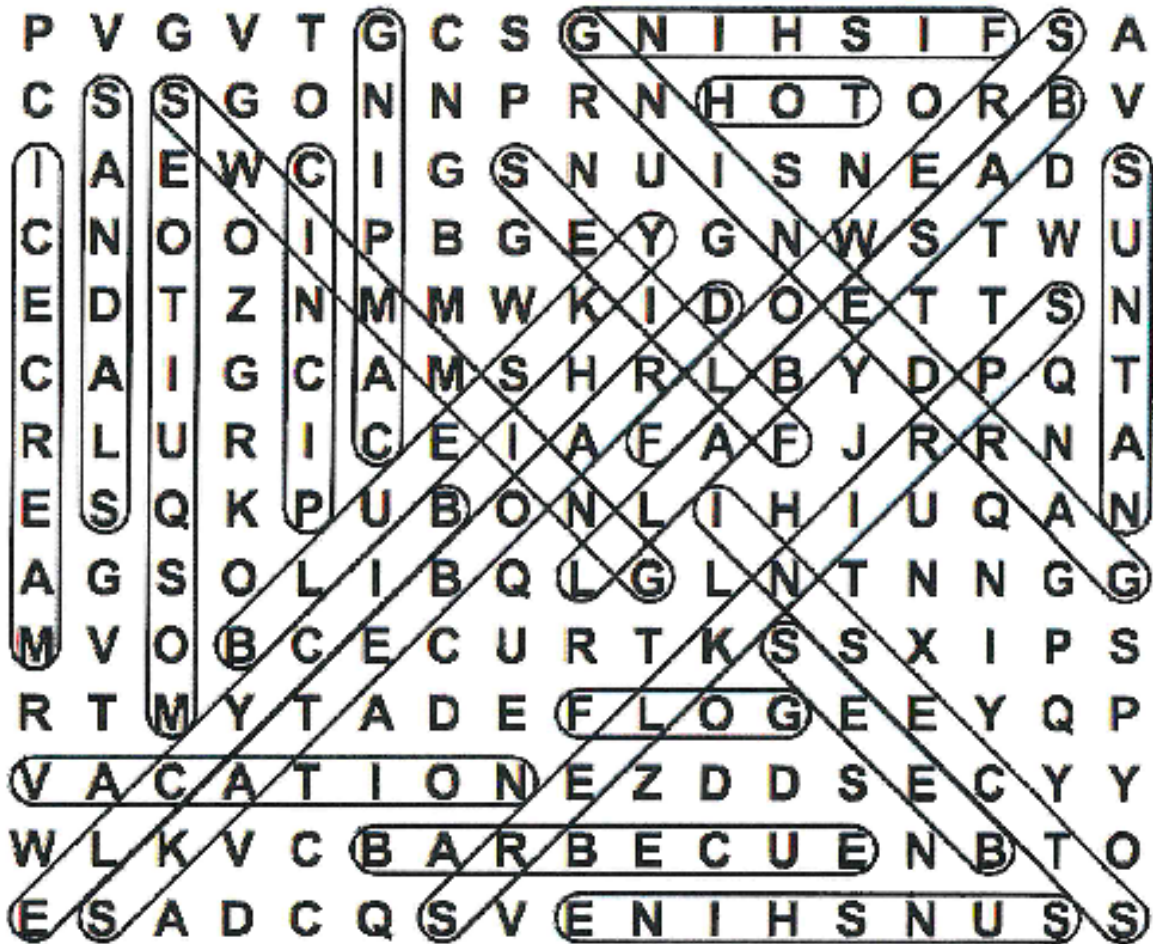 P V G V T G C S G N I H S I F S A
C S S G O N N P R N H O T O R B V
I A E W C I G S N U I S N E A D S
C N O O I P B G E Y G N W S T W U
E D T Z N M M W K I D O E T T S N
C A I G C A M S H R L B Y D P Q T
R L U R I C E I A F A F J R R N A
E S Q K P U B O N L I H I U Q A N
A G S O L I B Q L G L N T N N G G
M V O B C E C U R T K S S X I P S
R T M Y T A D E F L O G E E Y Q P
V A C A T I O N E Z D D S E C Y Y
W L K V C B A R B E C U E N B T O
E S A D C Q S V E N I H S N U S S